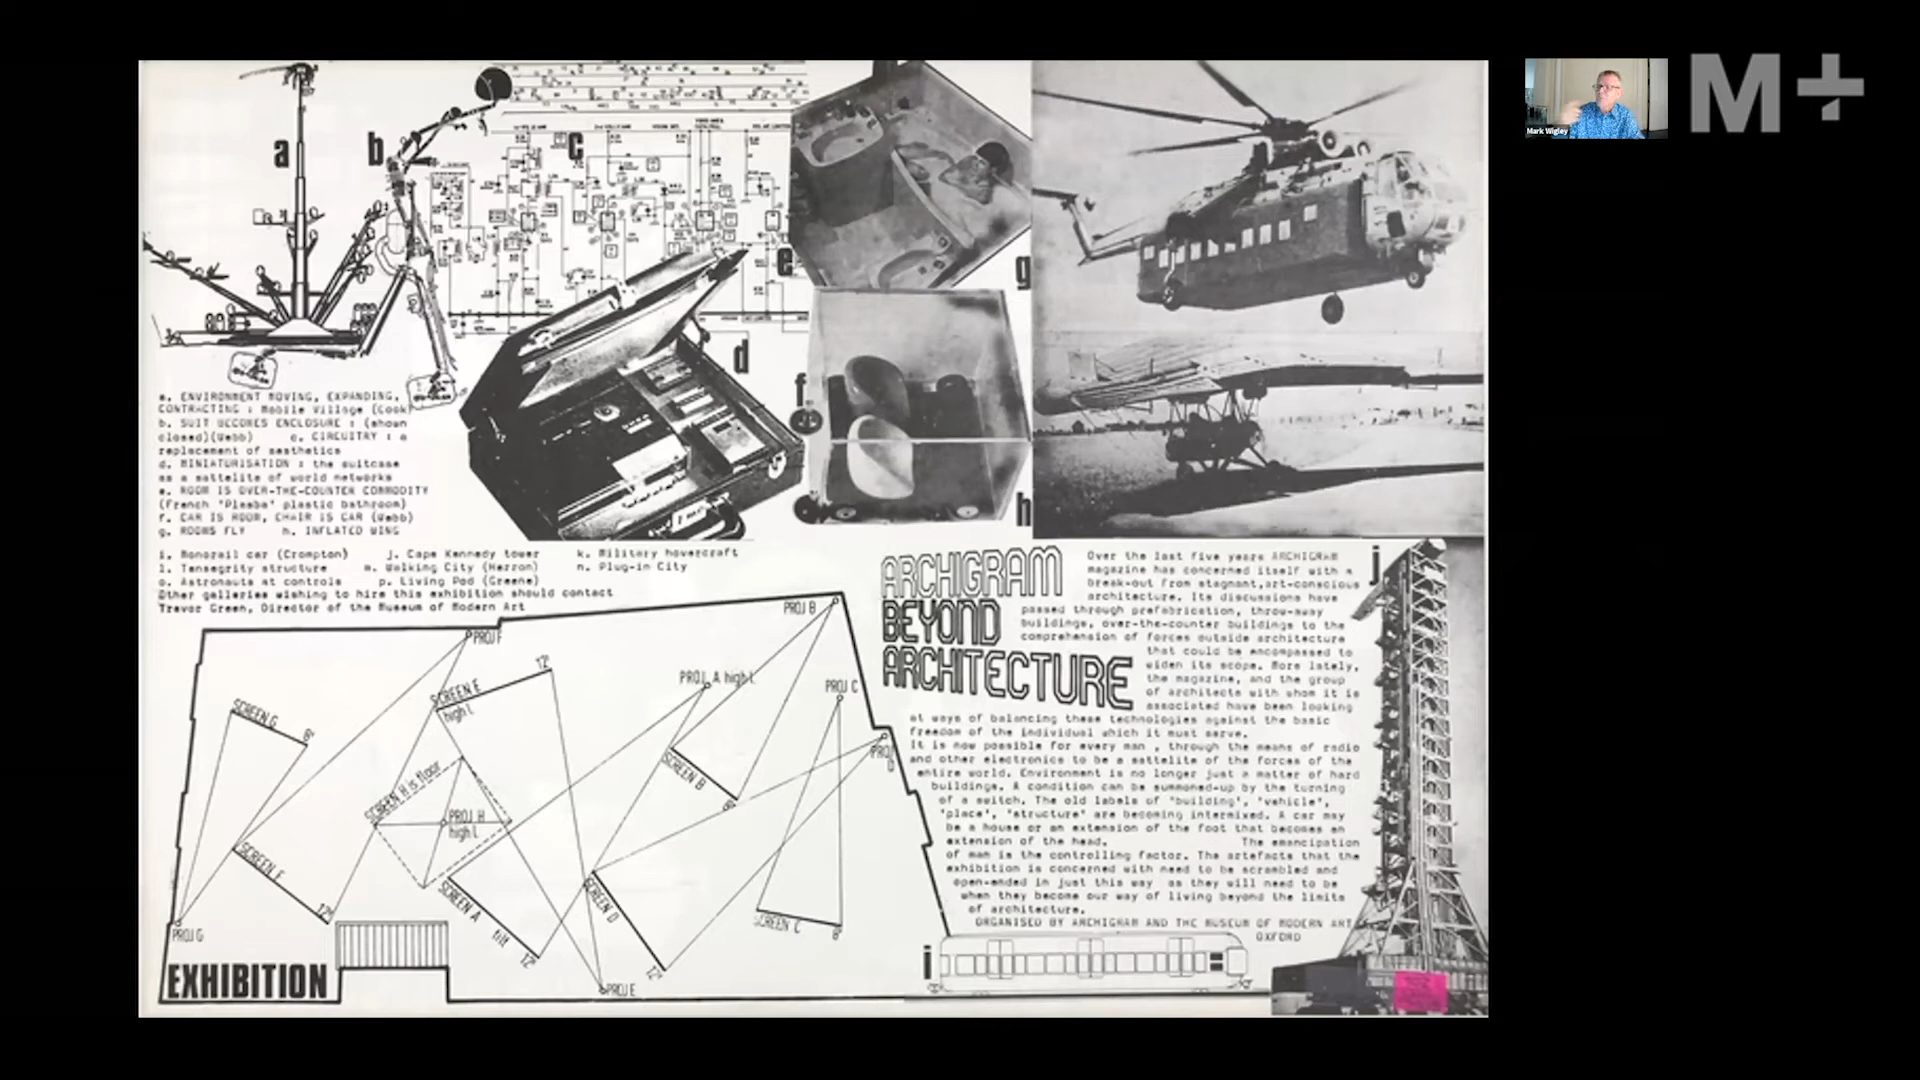 M+
Mark Wigley
a
b
c
d
e
f
g
h
a. ENVIRONMENT MOVING, EXPANDING,
CONTRACTING : Mobile Village (Cook)
b. SUIT BECOMES ENCLOSURE : (shown
closed)(Webb) c. CIRCUITRY : a
replacement of aesthetics
d. MINIATURISATION : the suitcase
as a sattelite of world networks
e. ROOM IS OVER-THE-COUNTER COMMODITY
(French 'Plasba' plastic bathroom)
f. CAR IS ROOM, CHAIR IS CAR (Webb)
g. ROOMS FLY h. INFLATED WING
i. Monorail car (Crompton) j. Cape Kennedy tower k. Military hovercraft
l. Tensegrity structure m. Walking City (Herron) n. Plug-in City
o. Astronauts at controls p. Living Pod (Greene)
Other galleries wishing to hire this exhibition should contact
Trevor Green, Director of the Museum of Modern Art
ARCHIGRAM
BEYOND
ARCHITECTURE
Over the last five years ARCHIGRAM
magazine has concerned itself with a
break-out from stagnant,art-conscious
architecture. Its discussions have
passed through prefabrication, throw-away
buildings, over-the-counter buildings to the
comprehension of forces outside architecture
that could be encompassed to
widen its scope. More lately,
the magazine, and the group
of architects with whom it is
associated have been looking
at ways of balancing these technologies against the basic
freedom of the individual which it must serve.
It is now possible for every man , through the means of radio
and other electronics to be a sattelite of the forces of the
entire world. Environment is no longer just a matter of hard
buildings. A condition can be summoned-up by the turning
of a switch. The old labels of 'building', 'vehicle',
'place', 'structure' are becoming intermixed. A car may
be a house or an extension of the foot that becomes an
extension of the head. The emancipation
of man is the controlling factor. The artefacts that the
exhibition is concerned with need to be scrambled and
open-ended in just this way as they will need to be
when they become our way of living beyond the limits
of architecture.
ORGANISED BY ARCHIGRAM AND THE MUSEUM OF MODERN ART
OXFORD
j
i
PROJ B
PROJ F
SCREEN E
12'
high l
PROJ. A high l.
PROJ C
SCREEN G
8'
PROJ D
SCREEN B
8'
SCREEN H is floor
PROJ H
high l
SCREEN F
12'
SCREEN A
tilt
12'
SCREEN D
12'
SCREEN C
8'
PROJ G
PROJ E
EXHIBITION